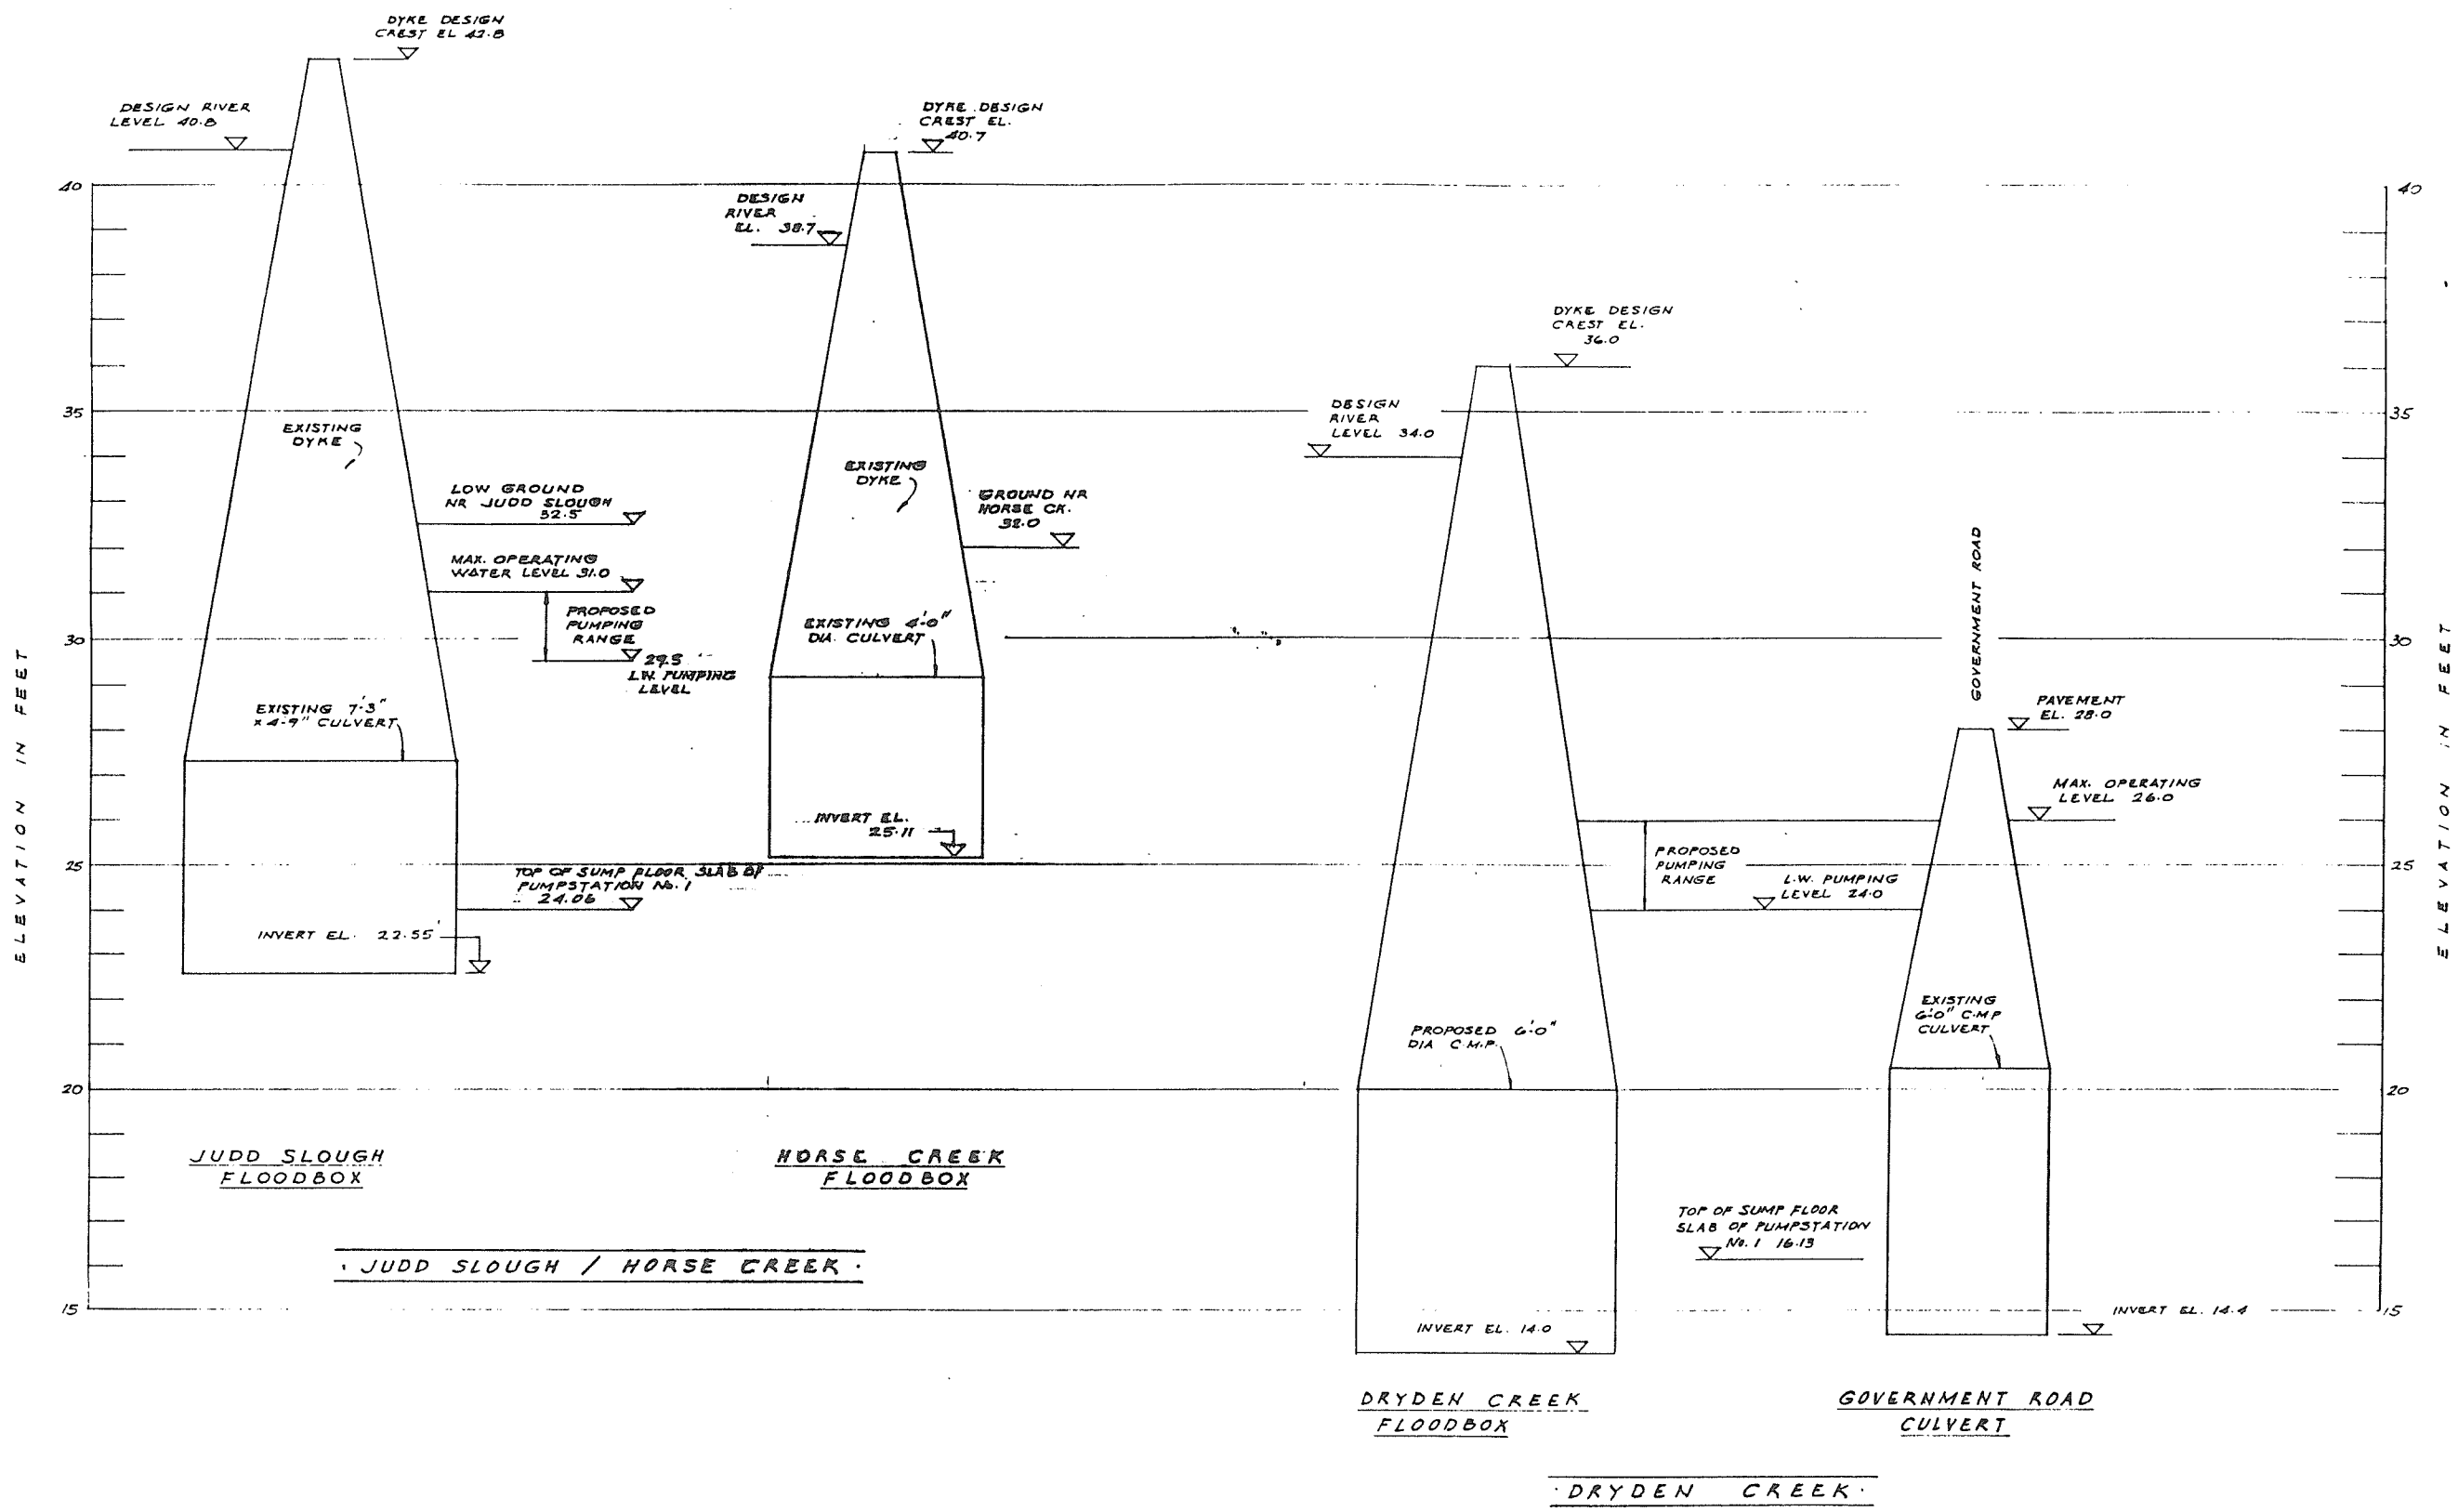 DYKE DESIGN
CREST EL 42.8
DESIGN RIVER
LEVEL 40.8
DYKE DESIGN
CREST EL.
40.7
DESIGN
RIVER
EL. 38.7
40
40
DYKE DESIGN
CREST EL.
36.0
DESIGN
RIVER
LEVEL 34.0
35
35
EXISTING
DYKE
EXISTING
DYKE
LOW GROUND
NR JUDD SLOUGH
32.5
GROUND NR
HORSE CK.
32.0
MAX. OPERATING
WATER LEVEL 31.0
PROPOSED
PUMPING
RANGE
29.5
L.W. PUMPING
LEVEL
EXISTING 4'-0"
DIA. CULVERT
30
30
GOVERNMENT ROAD
ELEVATION IN FEET
ELEVATION IN FEET
EXISTING 7'-3"
x 4'-9" CULVERT
PAVEMENT
EL. 28.0
MAX. OPERATING
LEVEL 26.0
INVERT EL.
25.11
PROPOSED
PUMPING
RANGE
L.W. PUMPING
LEVEL 24.0
25
25
TOP OF SUMP FLOOR SLAB OF
PUMPSTATION No. 1
24.06
INVERT EL. 22.55
PROPOSED 6'-0"
DIA C.M.P.
EXISTING
6'-0" C.M.P
CULVERT
20
20
JUDD SLOUGH
FLOODBOX
HORSE CREEK
FLOODBOX
TOP OF SUMP FLOOR
SLAB OF PUMPSTATION
No. 1 16.13
· JUDD SLOUGH / HORSE CREEK ·
15
15
INVERT EL. 14.0
INVERT EL. 14.4
DRYDEN CREEK
FLOODBOX
GOVERNMENT ROAD
CULVERT
· DRYDEN CREEK ·